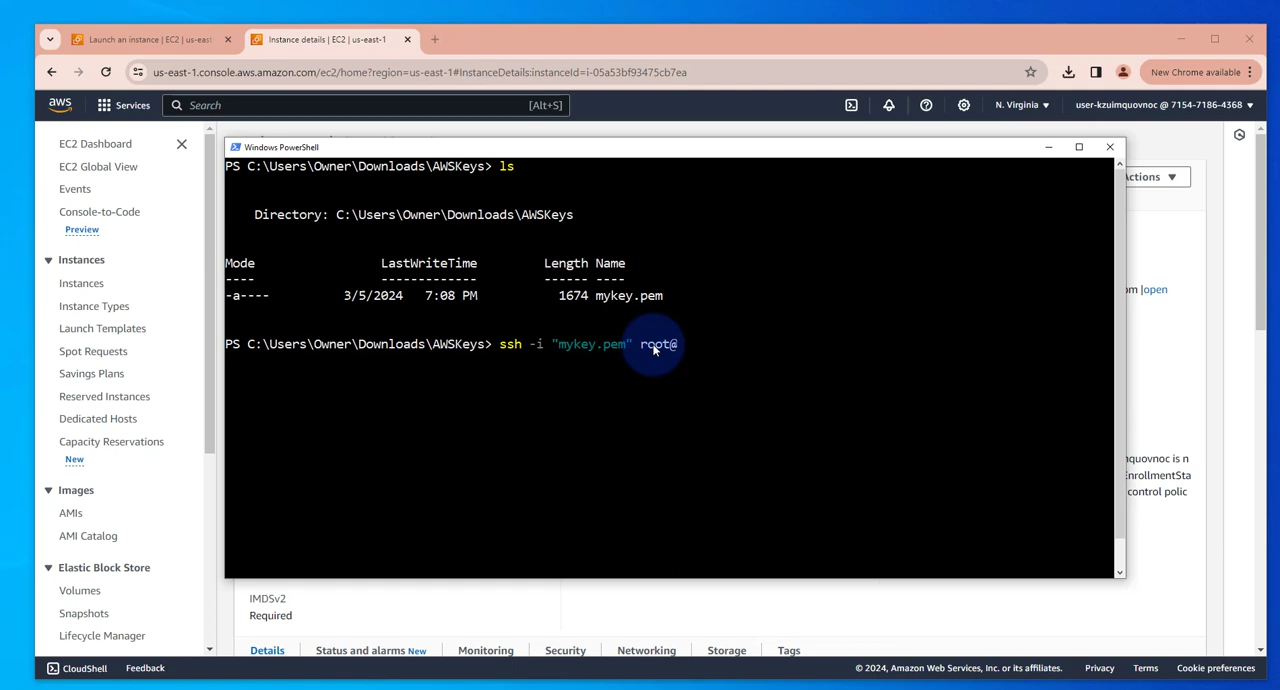 Launch an instance | EC2 | us-east
Instance details | EC2 | us-east-1
us-east-1.console.aws.amazon.com/ec2/home?region=us-east-1#InstanceDetails:instanceId=i-05a53bf93475cb7ea
New Chrome available
aws
Services
Search
[Alt+S]
N. Virginia
user-kzuimquovnoc @ 7154-7186-4368
EC2 Dashboard
EC2 Global View
Events
Console-to-Code
Preview
Instances
Instances
Instance Types
Launch Templates
Spot Requests
Savings Plans
Reserved Instances
Dedicated Hosts
Capacity Reservations
New
Images
AMIs
AMI Catalog
Elastic Block Store
Volumes
Snapshots
Lifecycle Manager
Windows PowerShell
PS C:\Users\Owner\Downloads\AWSKeys> ls
Directory: C:\Users\Owner\Downloads\AWSKeys
Mode LastWriteTime Length Name
---- ------------- ------ ----
-a---- 3/5/2024 7:08 PM 1674 mykey.pem
PS C:\Users\Owner\Downloads\AWSKeys> ssh -i "mykey.pem" root@
Actions
om |open
quovnoc is n
EnrollmentSta
control polic
IMDSv2
Required
Details
Status and alarms New
Monitoring
Security
Networking
Storage
Tags
CloudShell
Feedback
© 2024, Amazon Web Services, Inc. or its affiliates.
Privacy
Terms
Cookie preferences